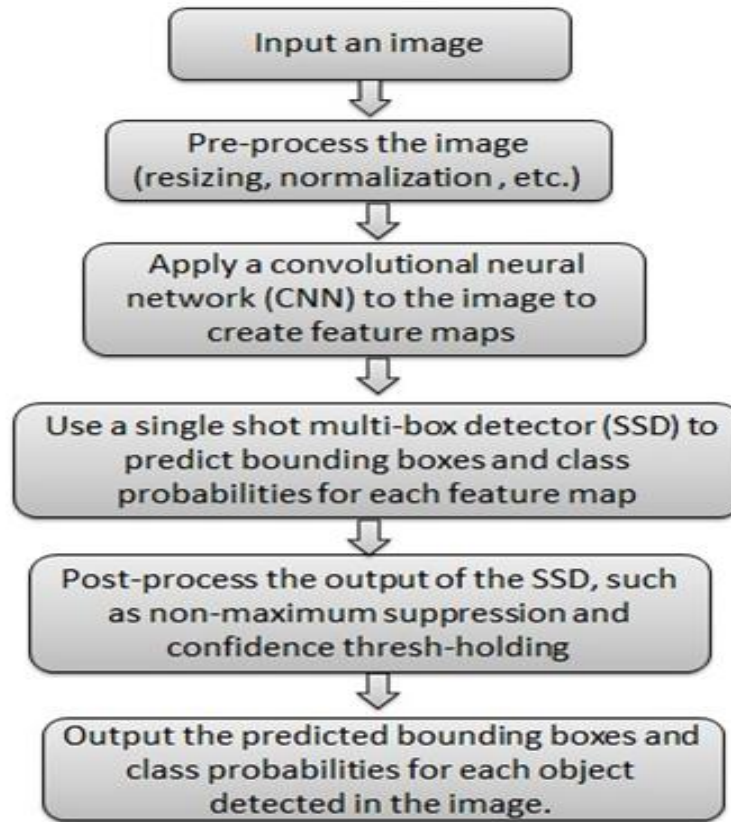 Input an image
Pre-process the image
(resizing, normalization , etc.)
Apply a convolutional neural
network (CNN) to the image to
create feature maps
Use a single shot multi-box detector (SSD) to
predict bounding boxes and class
probabilities for each feature map
Post-process the output of the SSD, such
as non-maximum suppression and
confidence thresh-holding
Output the predicted bounding boxes and
class probabilities for each object
detected in the image.